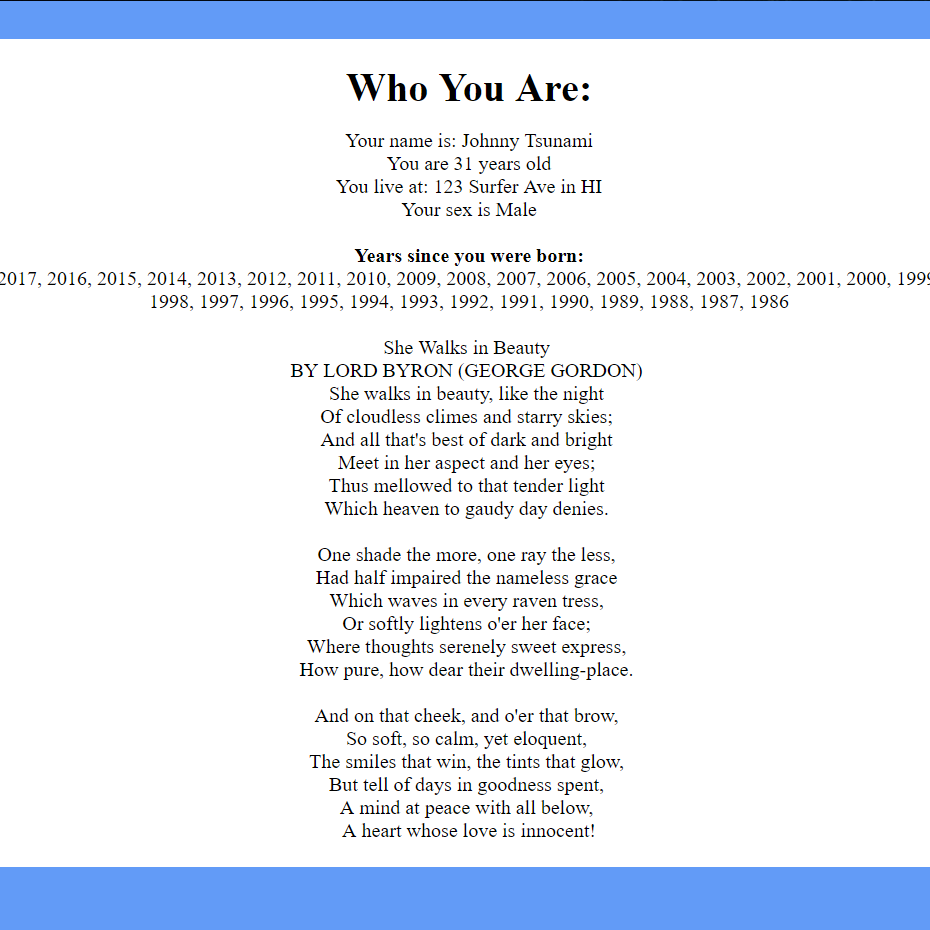 Who You Are:
Your name is: Johnny Tsunami
You are 31 years old
You live at: 123 Surfer Ave in HI
Your sex is Male
Years since you were born:
2017, 2016, 2015, 2014, 2013, 2012, 2011, 2010, 2009, 2008, 2007, 2006, 2005, 2004, 2003, 2002, 2001, 2000, 1999
1998, 1997, 1996, 1995, 1994, 1993, 1992, 1991, 1990, 1989, 1988, 1987, 1986
She Walks in Beauty
BY LORD BYRON (GEORGE GORDON)
She walks in beauty, like the night
Of cloudless climes and starry skies;
And all that's best of dark and bright
Meet in her aspect and her eyes;
Thus mellowed to that tender light
Which heaven to gaudy day denies.
One shade the more, one ray the less,
Had half impaired the nameless grace
Which waves in every raven tress,
Or softly lightens o'er her face;
Where thoughts serenely sweet express,
How pure, how dear their dwelling-place.
And on that cheek, and o'er that brow,
So soft, so calm, yet eloquent,
The smiles that win, the tints that glow,
But tell of days in goodness spent,
A mind at peace with all below,
A heart whose love is innocent!